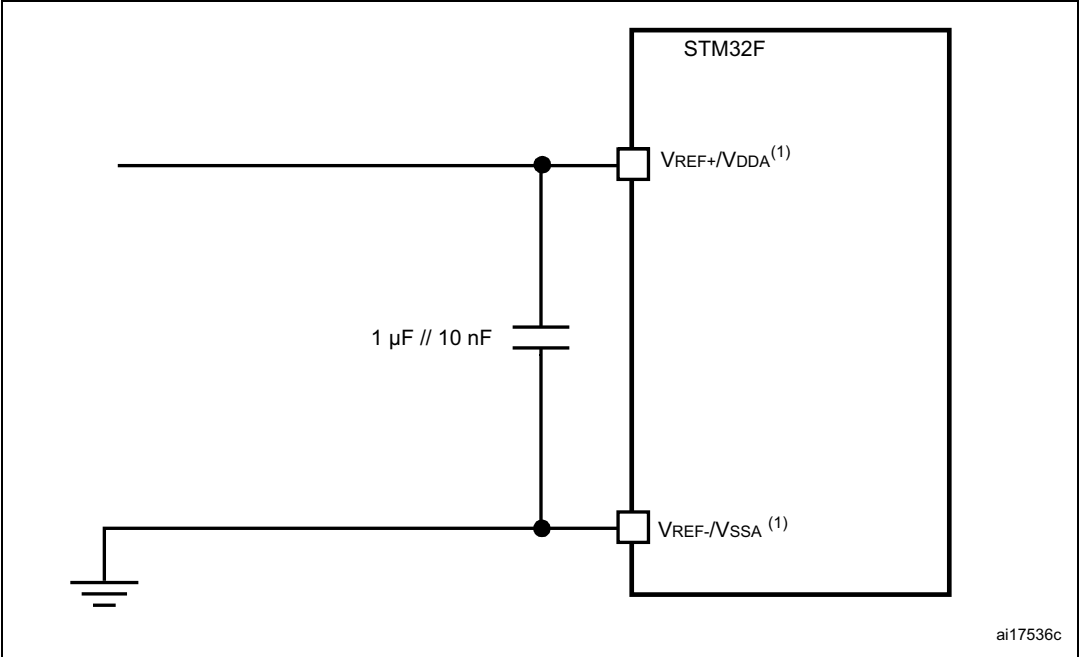 STM32F
VREF+/VDDA(1)
1 µF // 10 nF
VREF-/VSSA (1)
ai17536c